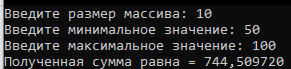 Введите размер массива: 10
Введите минимальное значение: 50
Введите максимальное значение: 100
Полученная сумма равна = 744,509720